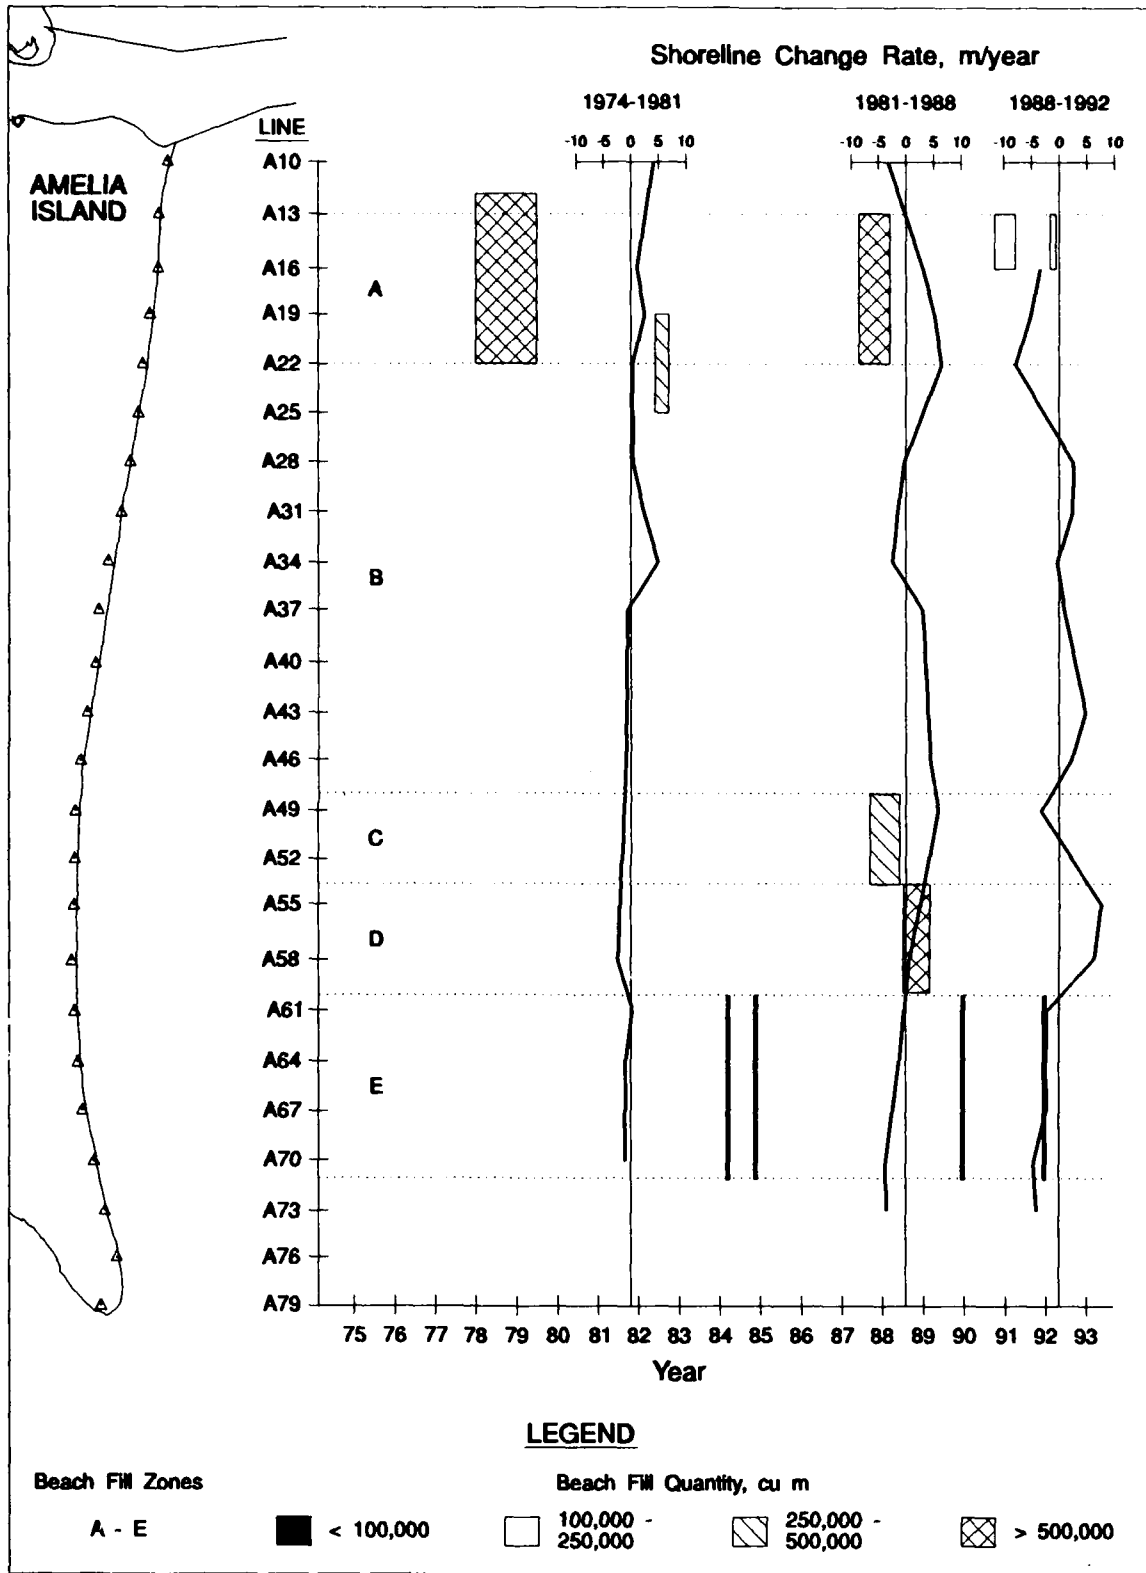 Shoreline Change Rate, m/year
1974-1981 1981-1988 1988-1992
LINE
-10 -5 0 5 10 -10 -5 0 5 10 -10 -5 0 5 10
A10
AMELIA
ISLAND
A13
A16
A
A19
A22
A25
A28
A31
A34
B
A37
A40
A43
A46
A49
C
A52
A55
D
A58
A61
A64
E
A67
A70
A73
A76
A79
75 76 77 78 79 80 81 82 83 84 85 86 87 88 89 90 91 92 93
Year
LEGEND
Beach Fill Zones Beach Fill Quantity, cu m
A - E
< 100,000
100,000 -
250,000
250,000 -
500,000
> 500,000